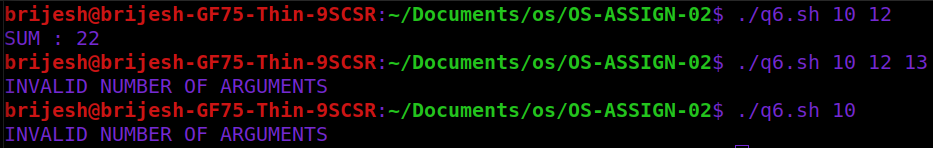 brijesh@brijesh-GF75-Thin-9SCSR:~/Documents/os/OS-ASSIGN-02$ ./q6.sh 10 12
SUM : 22
brijesh@brijesh-GF75-Thin-9SCSR:~/Documents/os/OS-ASSIGN-02$ ./q6.sh 10 12 13
INVALID NUMBER OF ARGUMENTS
brijesh@brijesh-GF75-Thin-9SCSR:~/Documents/os/OS-ASSIGN-02$ ./q6.sh 10
INVALID NUMBER OF ARGUMENTS